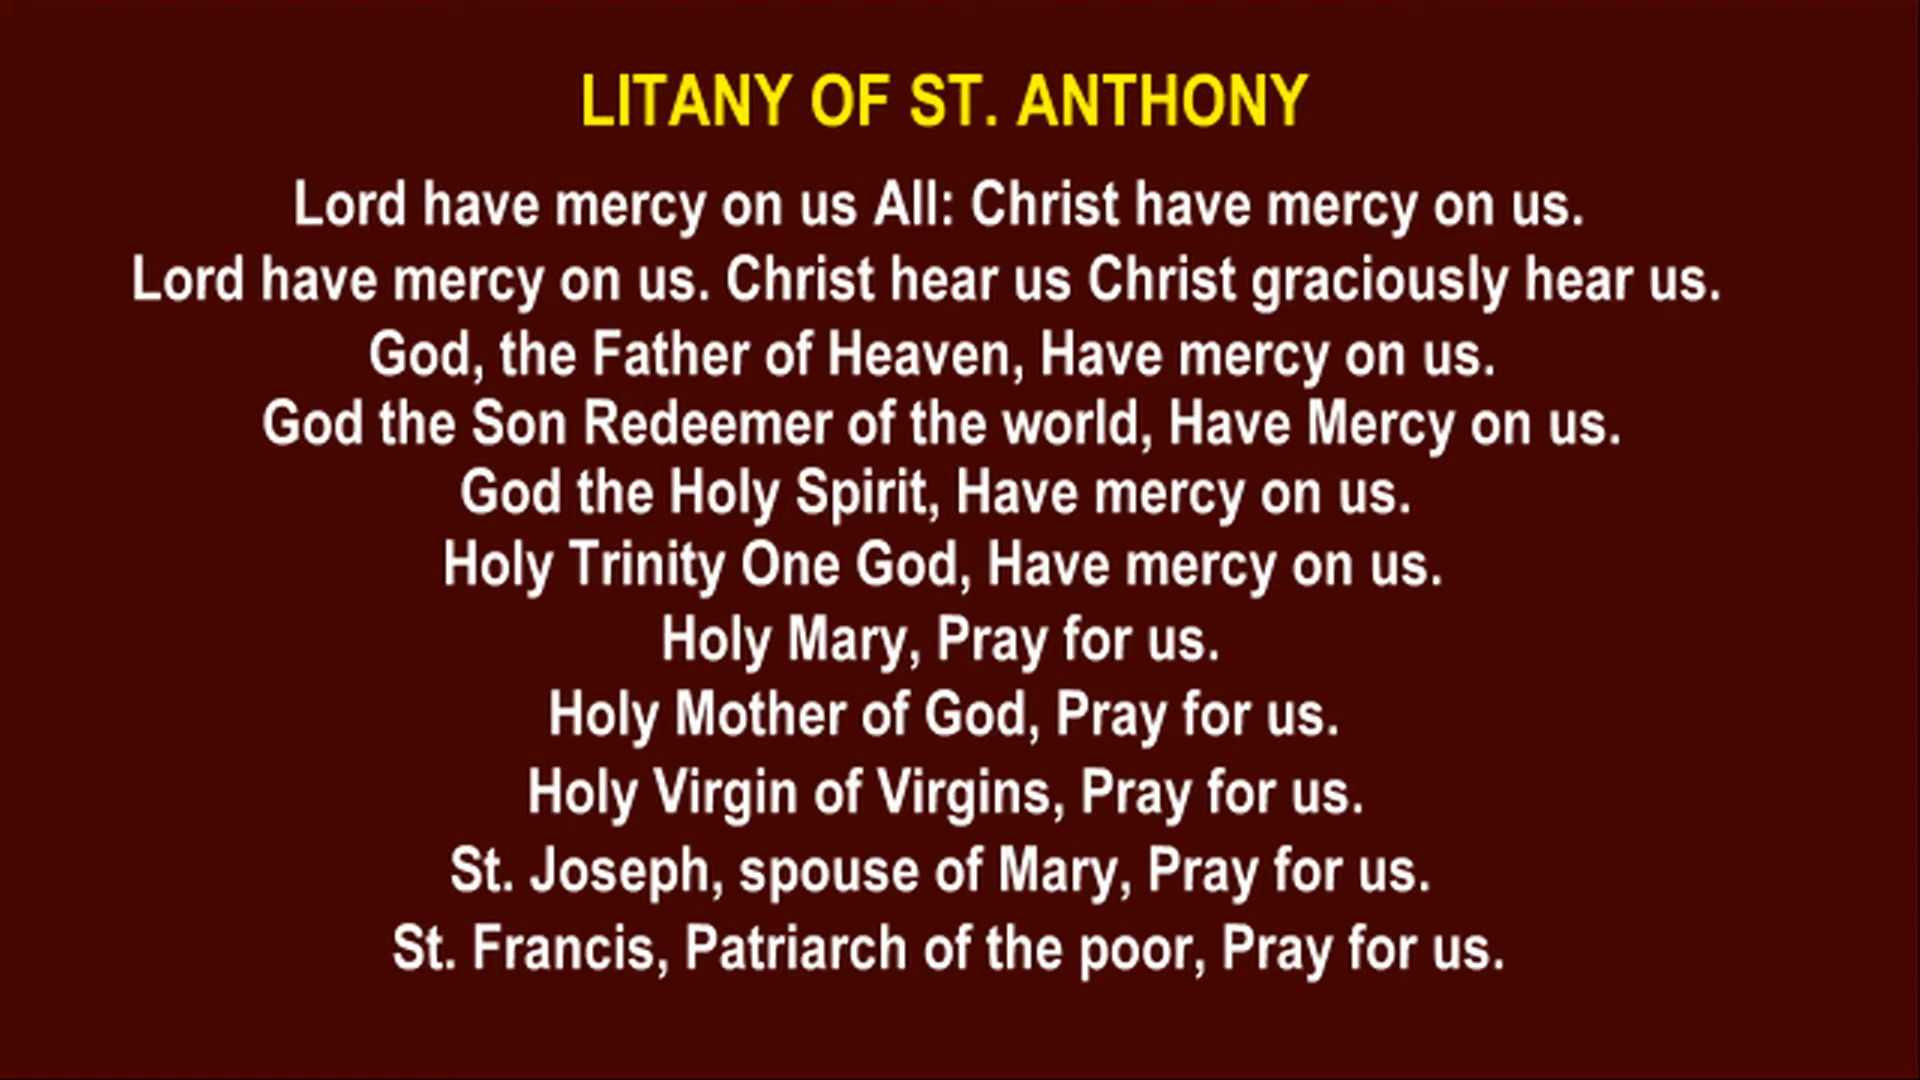 LITANY OF ST. ANTHONY
Lord have mercy on us All: Christ have mercy on us.
Lord have mercy on us. Christ hear us Christ graciously hear us.
God, the Father of Heaven, Have mercy on us.
God the Son Redeemer of the world, Have Mercy on us.
God the Holy Spirit, Have mercy on us.
Holy Trinity One God, Have mercy on us.
Holy Mary, Pray for us.
Holy Mother of God, Pray for us.
Holy Virgin of Virgins, Pray for us.
St. Joseph, spouse of Mary, Pray for us.
St. Francis, Patriarch of the poor, Pray for us.